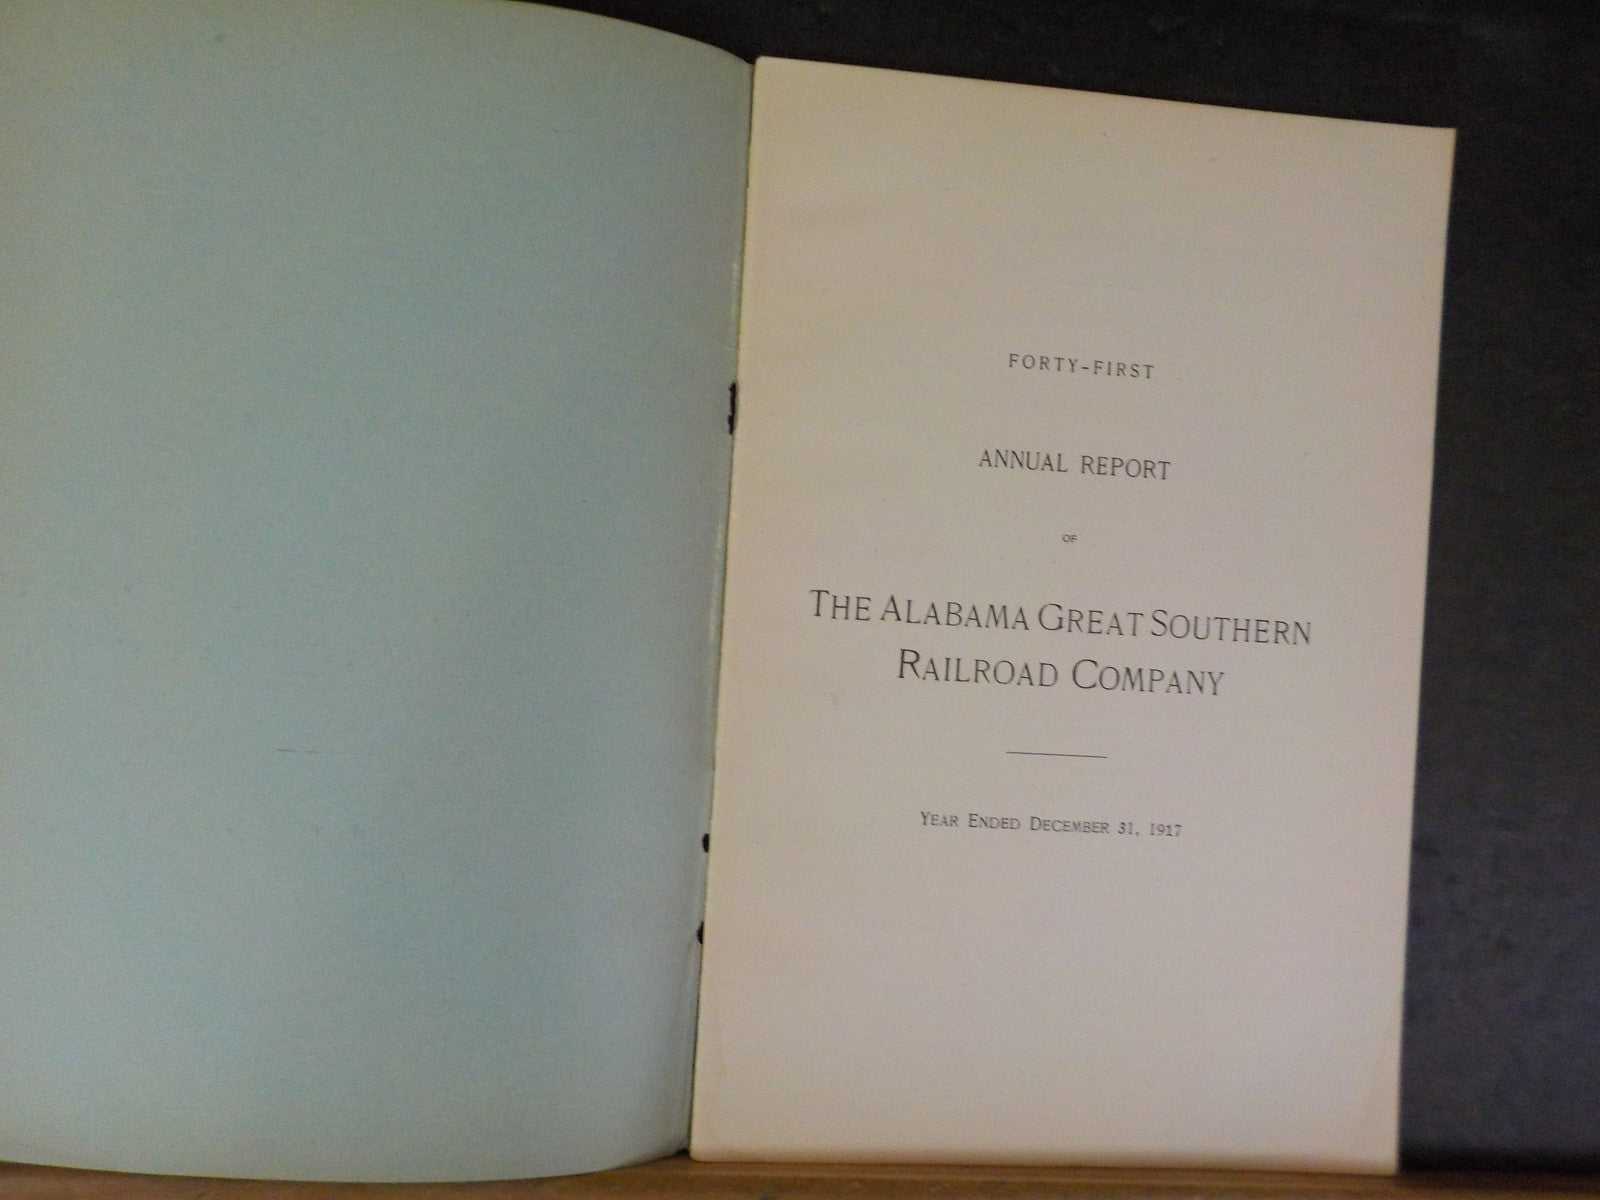 FORTY-FIRST
ANNUAL REPORT
OF
THE ALABAMA GREAT SOUTHERN
RAILROAD COMPANY
YEAR ENDED DECEMBER 31, 1917